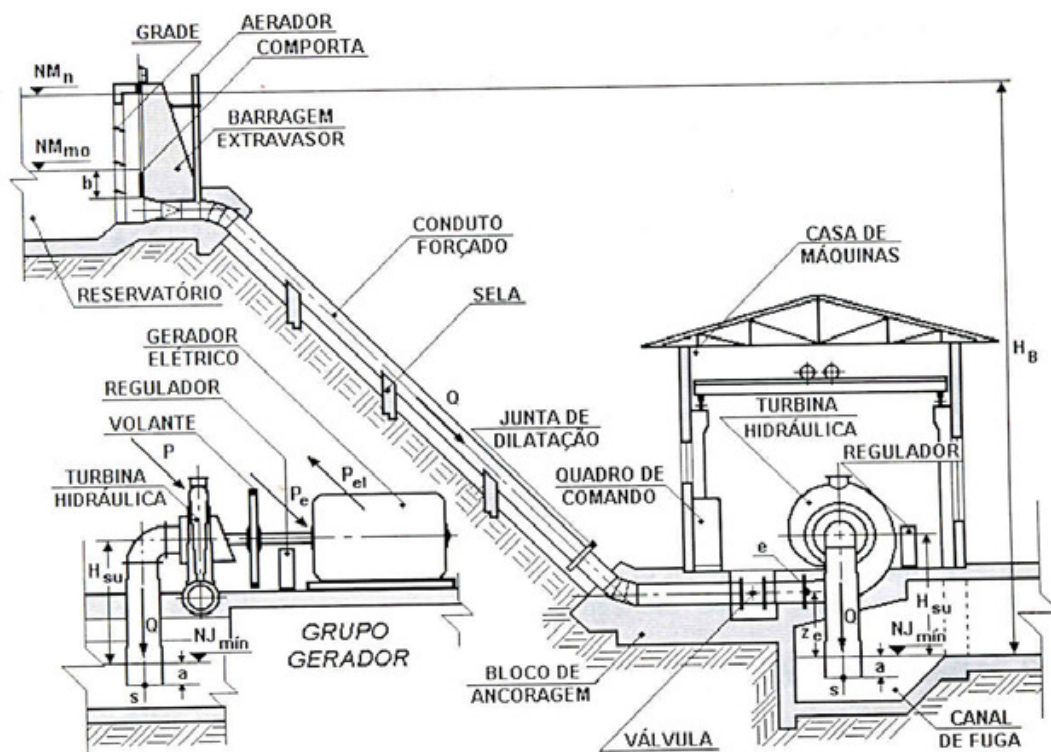 GRADE
AERADOR
COMPORTA
NMn
BARRAGEM
EXTRAVASOR
NMmo
b
CONDUTO
FORÇADO
CASA DE
MÁQUINAS
RESERVATÓRIO
SELA
GERADOR
ELÉTRICO
HB
REGULADOR
Q
JUNTA DE
DILATAÇÃO
TURBINA
HIDRÁULICA
VOLANTE
REGULADOR
P
Pel
QUADRO DE
COMANDO
TURBINA
HIDRÁULICA
Pe
e
Hsu
Q
Hsu
Q
ze
NJmín
GRUPO
GERADOR
NJmín
a
s
BLOCO DE
ANCORAGEM
a
s
VÁLVULA
CANAL
DE FUGA